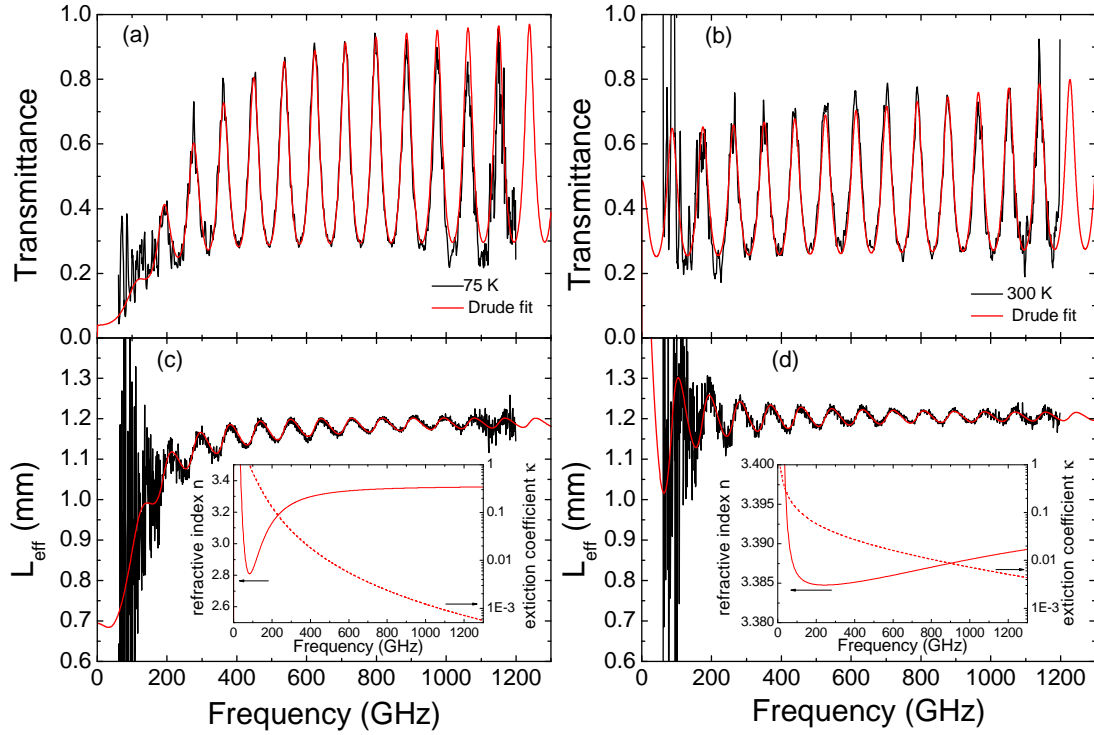 (a)
Transmittance
1.0
0.8
0.6
0.4
0.2
0.0
75 K
Drude fit
(b)
Transmittance
1.0
0.8
0.6
0.4
0.2
0.0
300 K
Drude fit
(c)
L_eff (mm)
1.3
1.2
1.1
1.0
0.9
0.8
0.7
0.6
0 200 400 600 800 1000 1200
Frequency (GHz)
refractive index n
3.4
3.2
3.0
2.8
2.6
extiction coefficient κ
1
0.1
0.01
1E-3
0 200 400 600 800 1000 1200
Frequency (GHz)
(d)
L_eff (mm)
1.3
1.2
1.1
1.0
0.9
0.8
0.7
0.6
0 200 400 600 800 1000 1200
Frequency (GHz)
refractive index n
3.400
3.395
3.390
3.385
3.380
extiction coefficient κ
1
0.1
0.01
1E-3
0 200 400 600 800 1000 1200
Frequency (GHz)